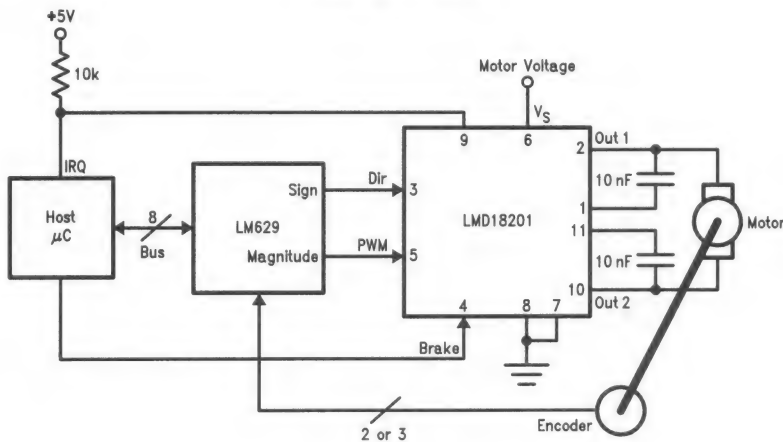 +5V
10k
Motor Voltage
V_S
9
6
Out 1
2
IRQ
Sign
Dir
3
10 nF
1
Host
µC
8
Bus
LM629
LMD18201
Motor
Magnitude
PWM
5
11
10 nF
10
Out 2
4
8
7
Brake
Encoder
2 or 3